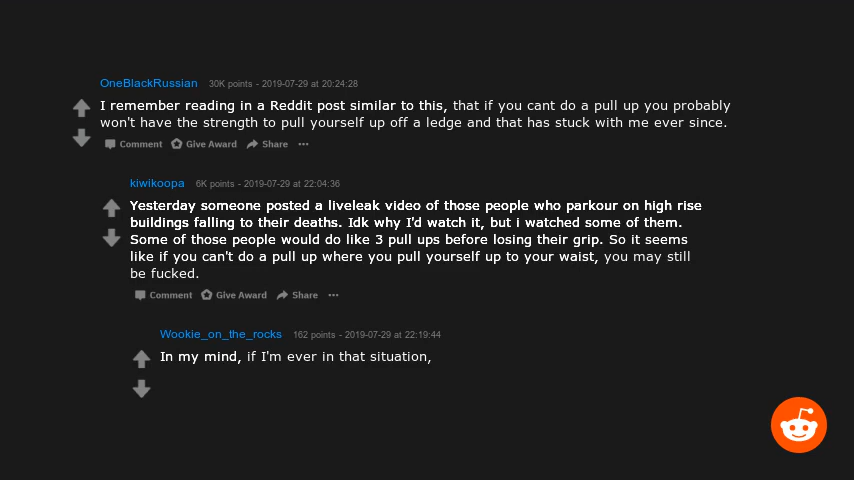 OneBlackRussian 30K points - 2019-07-29 at 20:24:28
I remember reading in a Reddit post similar to this, that if you cant do a pull up you probably
won't have the strength to pull yourself up off a ledge and that has stuck with me ever since.
Comment Give Award Share
kiwikoopa 6K points - 2019-07-29 at 22:04:36
Yesterday someone posted a liveleak video of those people who parkour on high rise
buildings falling to their deaths. Idk why I'd watch it, but i watched some of them.
Some of those people would do like 3 pull ups before losing their grip. So it seems
like if you can't do a pull up where you pull yourself up to your waist, you may still
be fucked.
Comment Give Award Share
Wookie_on_the_rocks 162 points - 2019-07-29 at 22:19:44
In my mind, if I'm ever in that situation,